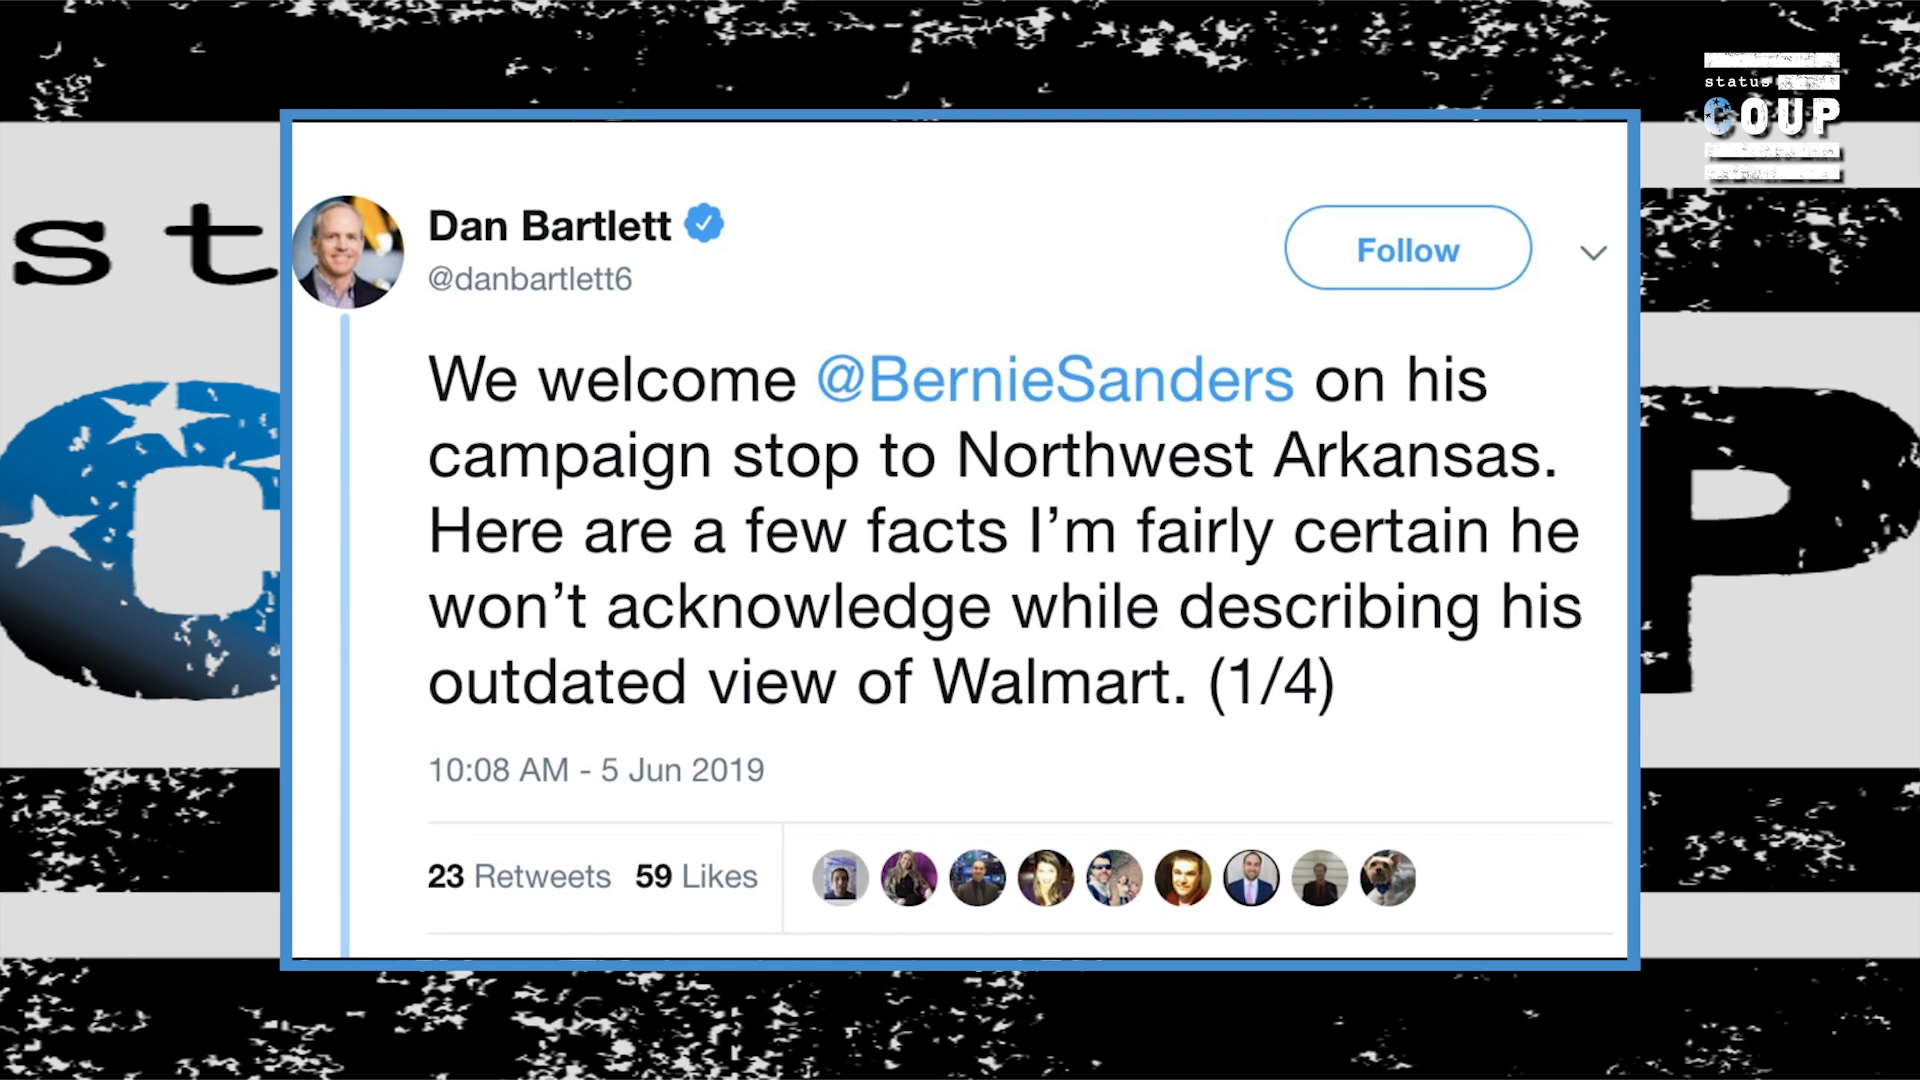 status
COUP
st
C
P
Dan Bartlett
@danbartlett6
Follow
We welcome @BernieSanders on his
campaign stop to Northwest Arkansas.
Here are a few facts I’m fairly certain he
won’t acknowledge while describing his
outdated view of Walmart. (1/4)
10:08 AM - 5 Jun 2019
23 Retweets 59 Likes